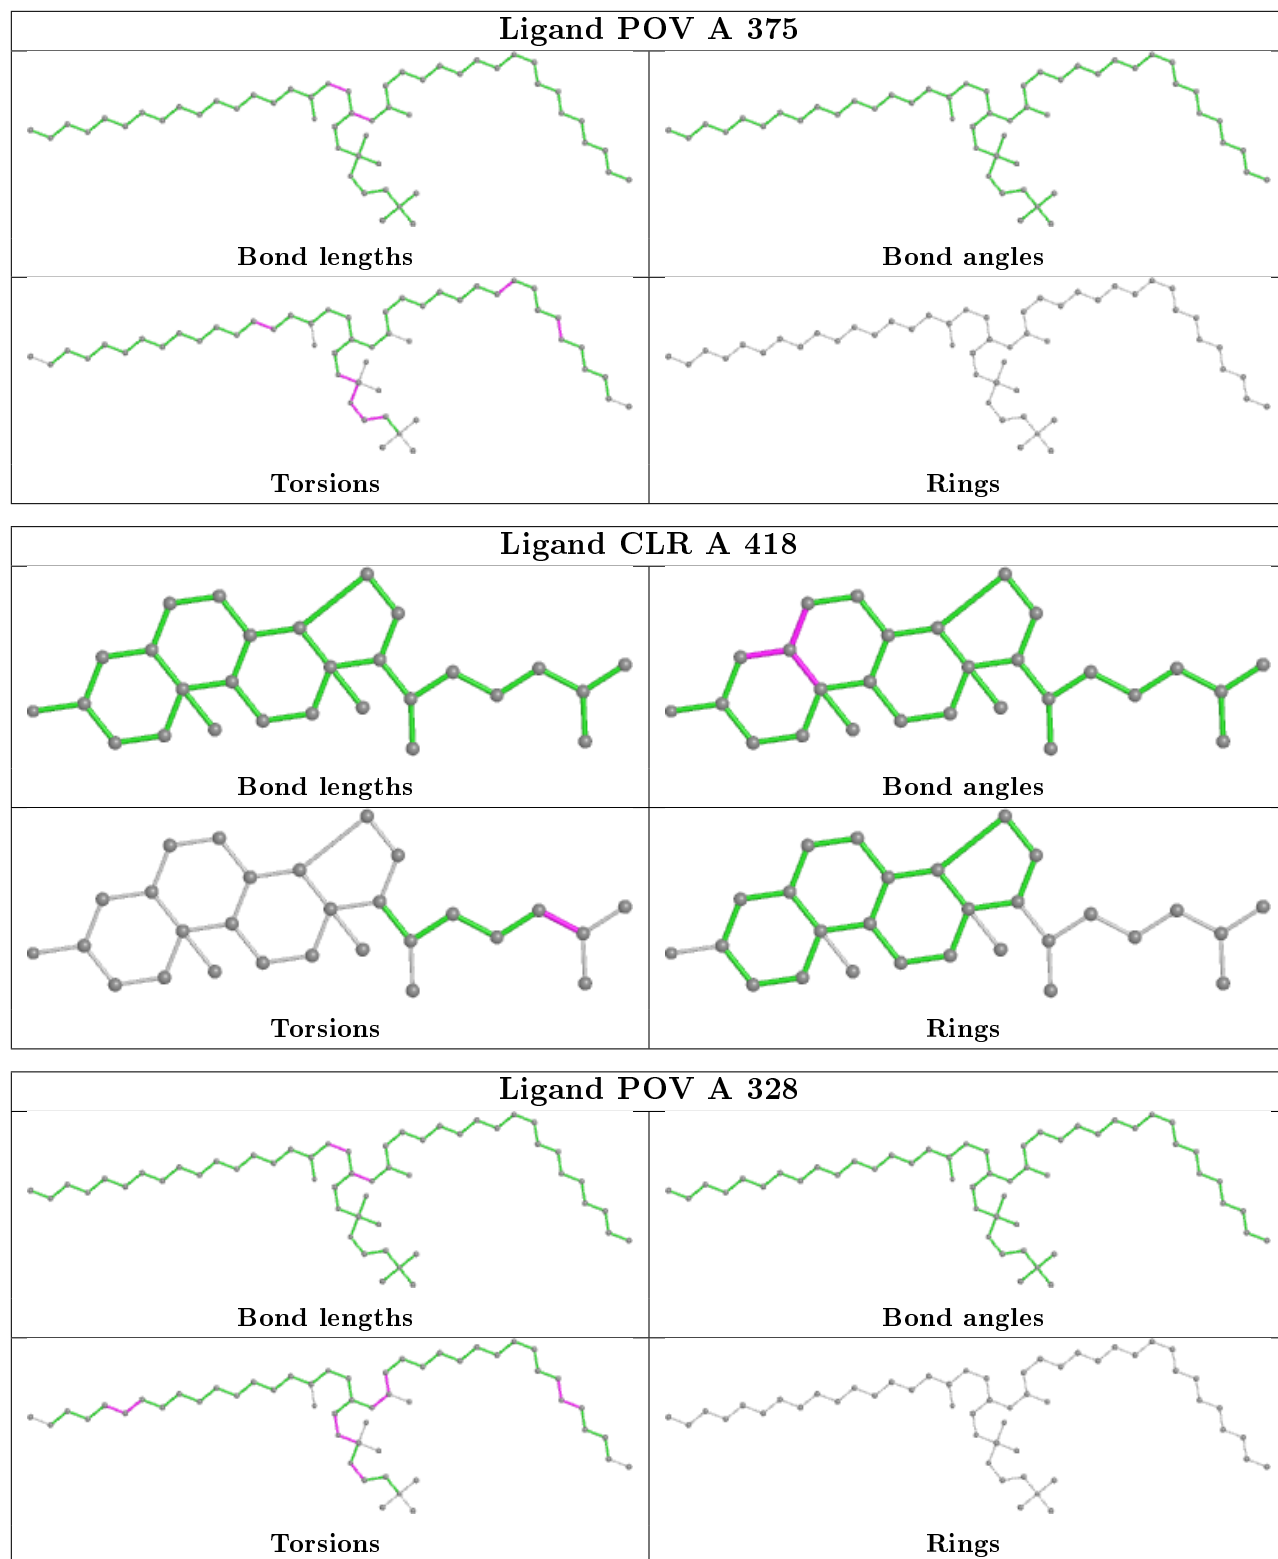 Ligand POV A 375
Bond lengths
Bond angles
Torsions
Rings
Ligand CLR A 418
Bond lengths
Bond angles
Torsions
Rings
Ligand POV A 328
Bond lengths
Bond angles
Torsions
Rings